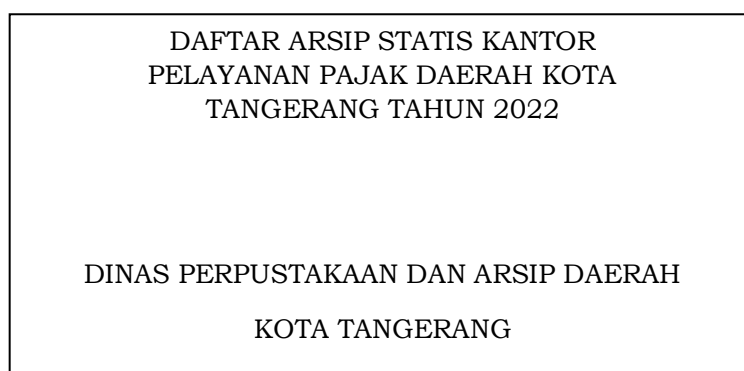 DAFTAR ARSIP STATIS KANTOR
PELAYANAN PAJAK DAERAH KOTA
TANGERANG TAHUN 2022
DINAS PERPUSTAKAAN DAN ARSIP DAERAH
KOTA TANGERANG